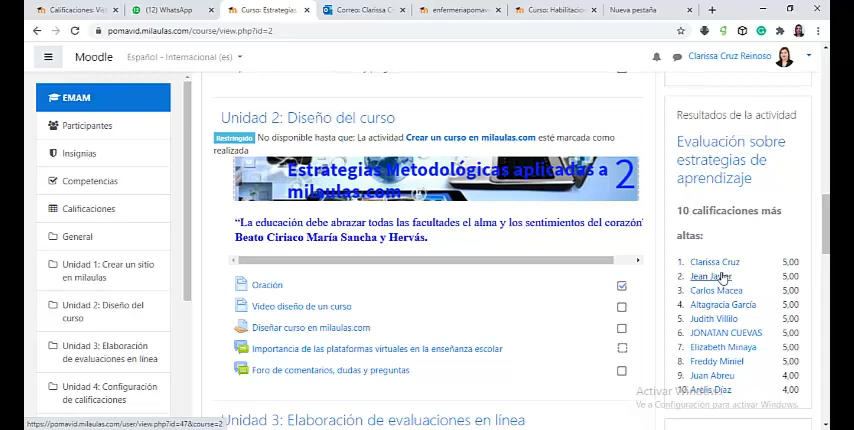 Calificaciones: Vis
(12) WhatsApp
Curso: Estrategias
Correo: Clarissa C
enfermeriapomav
Curso: Habilitacio
Nueva pestaña
pomavid.milaulas.com/course/view.php?id=2
Moodle
Español - Internacional (es)
Clarissa Cruz Reinoso
EMAM
Participantes
Insignias
Competencias
Calificaciones
General
Unidad 1: Crear un sitio
en milaulas
Unidad 2: Diseño del
curso
Unidad 3: Elaboración
de evaluaciones en línea
Unidad 4: Configuración
de calificaciones
https://pomavid.milaulas.com/user/view.php?id=47&course=2
Unidad 2: Diseño del curso
Restringido No disponible hasta que: La actividad Crear un curso en milaulas.com esté marcada como
realizada
Estrategias Metodológicas aplicadas a
milaulas.com
2
“La educación debe abrazar todas las facultades el alma y los sentimientos del corazón
Beato Ciriaco María Sancha y Hervás.
Oración
Video diseño de un curso
Diseñar curso en milaulas.com
Importancia de las plataformas virtuales en la enseñanza escolar
Foro de comentarios, dudas y preguntas
Unidad 3: Elaboración de evaluaciones en línea
Resultados de la actividad
Evaluación sobre
estrategias de
aprendizaje
10 calificaciones más
altas:
1. Clarissa Cruz 5,00
2. Jean Javier 5,00
3. Carlos Macea 5,00
4. Altagracia García 5,00
5. Judith Villilo 5,00
6. JONATAN CUEVAS 5,00
7. Elizabeth Minaya 5,00
8. Freddy Miniel 5,00
9. Juan Abreu 4,00
10. Arelis Díaz 4,00
Activar Windows
Ve a Configuración para activar Windows.